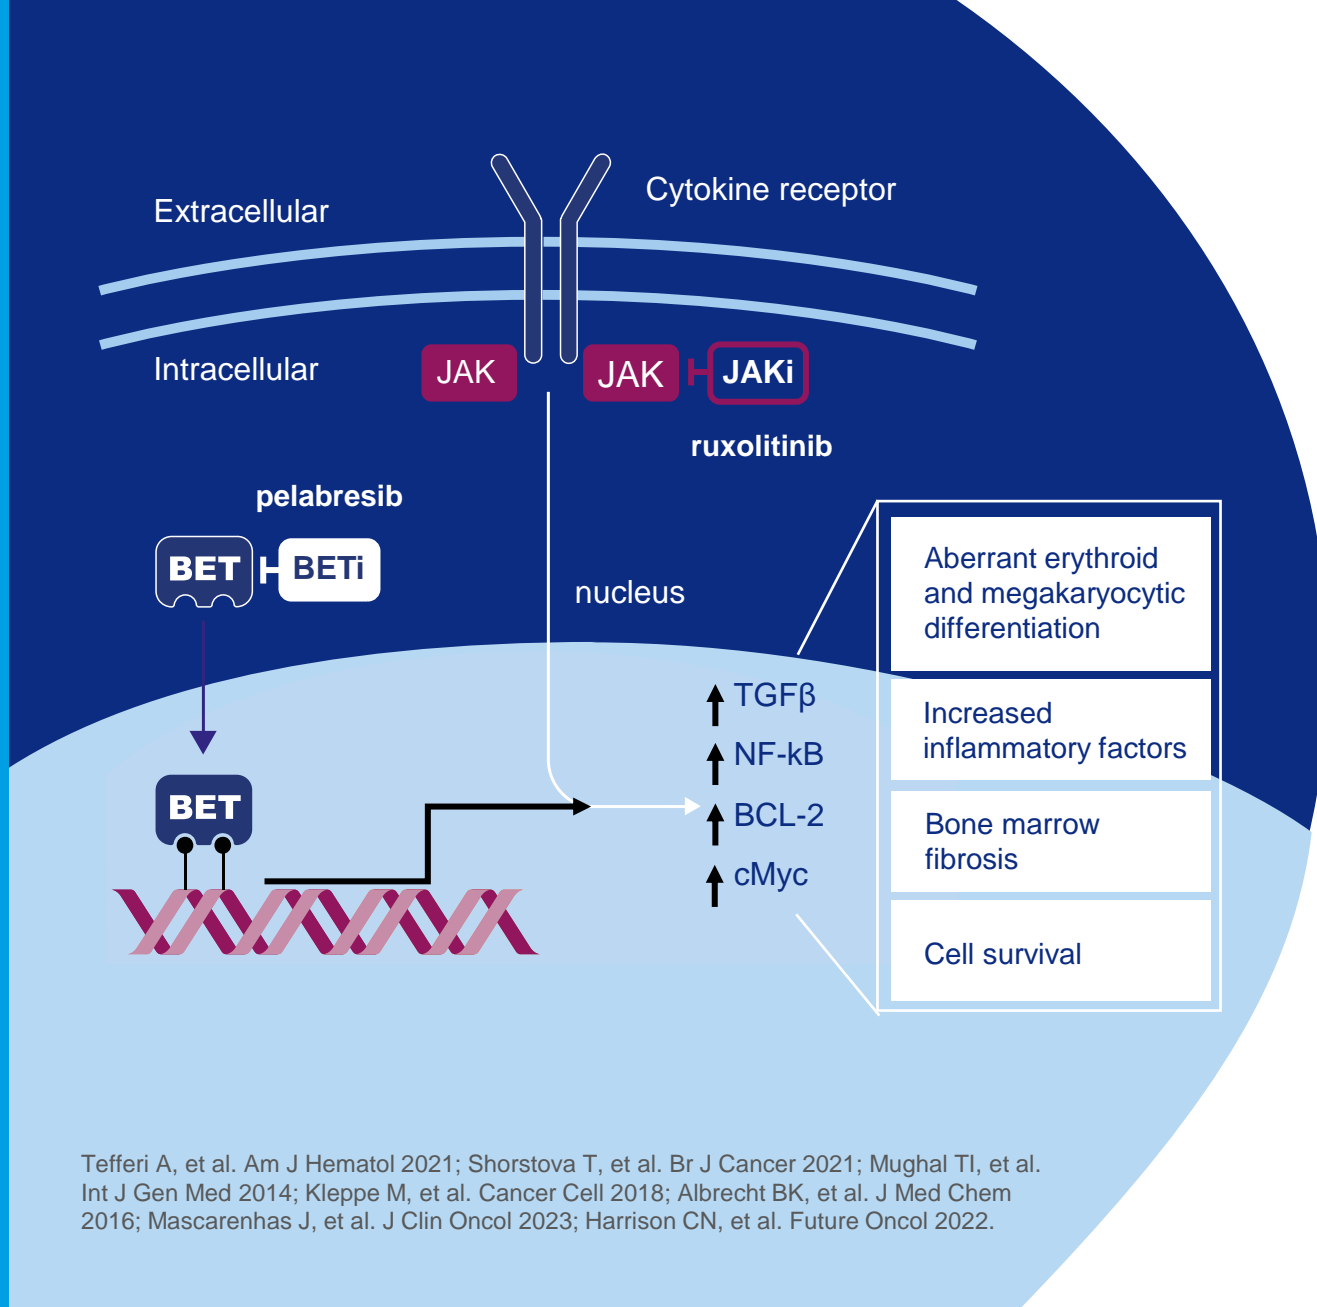 Extracellular
Cytokine receptor
Intracellular
JAK
JAK
JAKi
ruxolitinib
pelabresib
BET
BETi
nucleus
BET
TGFβ
NF-kB
BCL-2
cMyc
Aberrant erythroid
and megakaryocytic
differentiation
Increased
inflammatory factors
Bone marrow
fibrosis
Cell survival
Tefferi A, et al. Am J Hematol 2021; Shorstova T, et al. Br J Cancer 2021; Mughal TI, et al.
Int J Gen Med 2014; Kleppe M, et al. Cancer Cell 2018; Albrecht BK, et al. J Med Chem
2016; Mascarenhas J, et al. J Clin Oncol 2023; Harrison CN, et al. Future Oncol 2022.